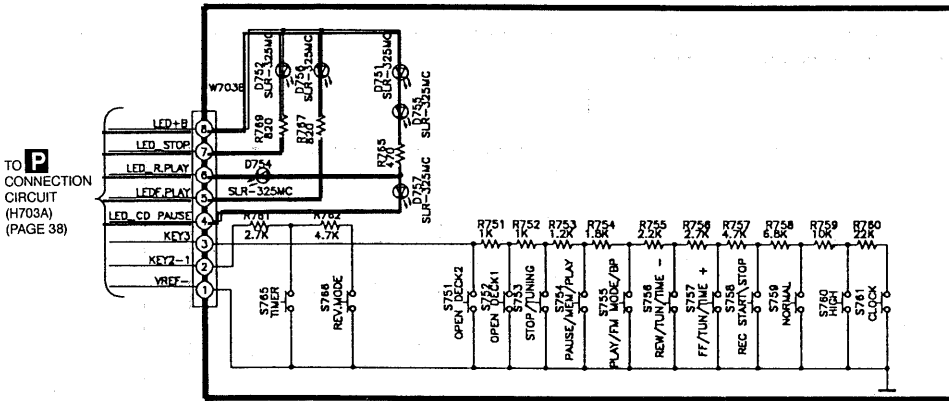 TO P
CONNECTION
CIRCUIT
(H703A)
(PAGE 38)
LED+B
LED_STOP
LED_R.PLAY
LEDF.PLAY
LED_CD PAUSE
KEY3
KEY2-1
VREF-
8
7
6
5
4
3
2
1
W703B
D752
SLR-325MC
D756
SLR-325MC
D751
SLR-325MC
D755
SLR-325MC
R769
820
R767
820
R765
470
D754
SLR-325MC
D757
SLR-325MC
R761
2.7K
R762
4.7K
R751
1K
R752
1K
R753
1.2K
R754
1.8K
R755
2.2K
R756
2.7K
R757
4.7K
R758
6.8K
R759
10K
R760
22K
S765
TIMER
S766
REV.MODE
S751
OPEN DECK2
S752
OPEN DECK1
S753
STOP/TUNING
S754
PAUSE/MEM/PLAY
S755
PLAY/FM MODE/BP
S756
REW/TUN/TIME -
S757
FF/TUN/TIME +
S758
REC START\STOP
S759
NORMAL
S760
HIGH
S761
CLOCK